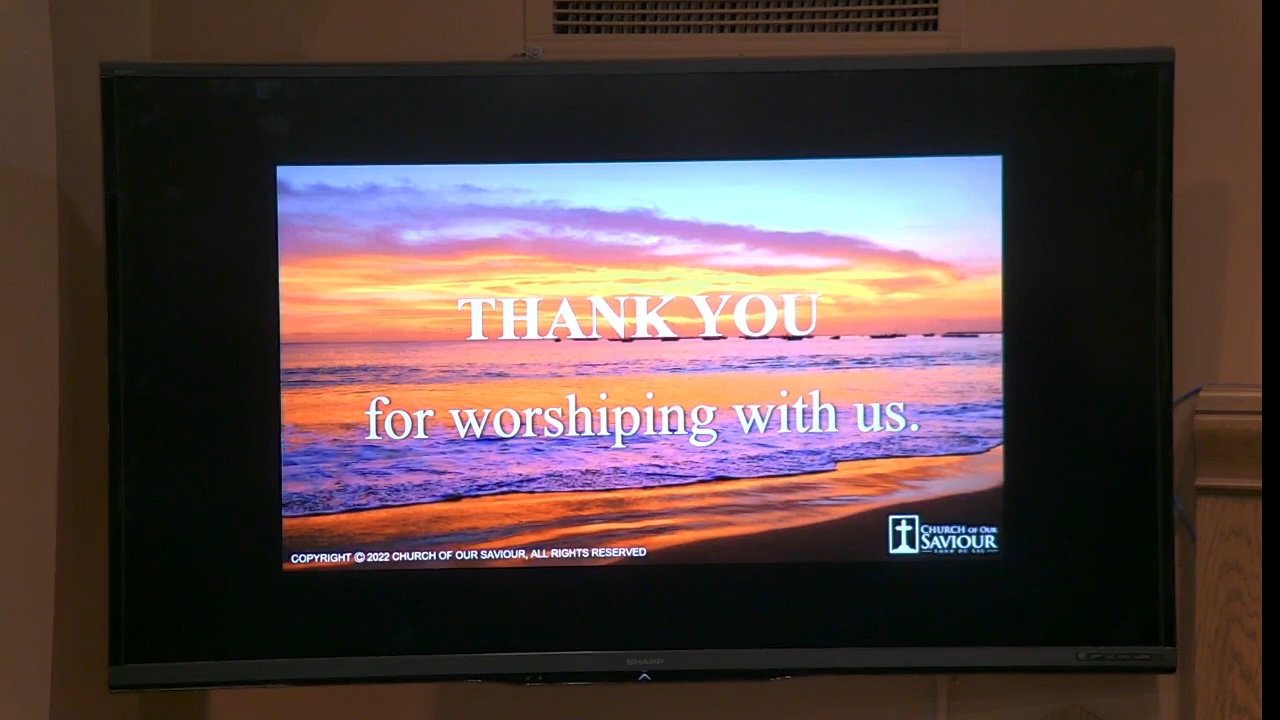 THANK YOU
for worshiping with us.
CHURCH OF OUR
SAVIOUR
COPYRIGHT © 2022 CHURCH OF OUR SAVIOUR, ALL RIGHTS RESERVED
SHARP